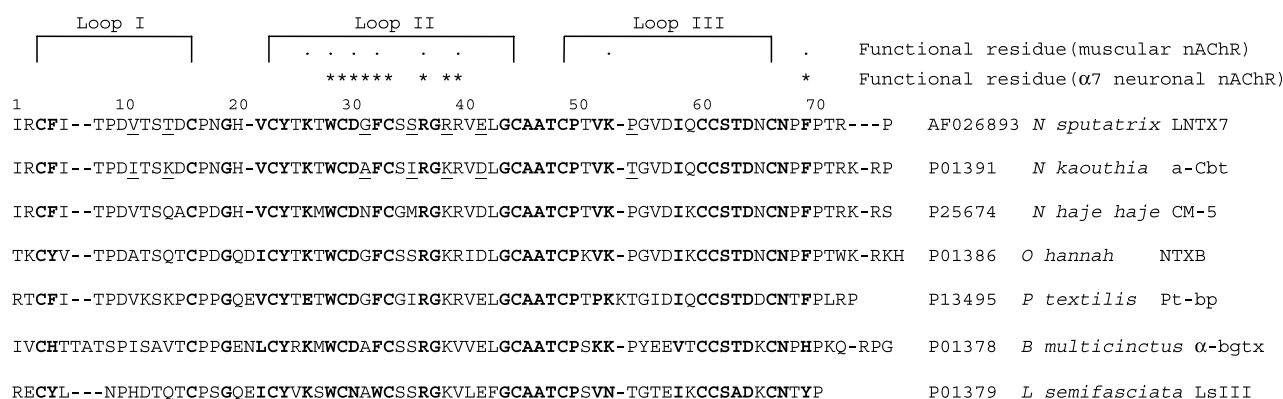 Loop I Loop II Loop III
. . . . . . . . Functional residue(muscular nAChR)
****** * ** * Functional residue(α7 neuronal nAChR)
1 10 20 30 40 50 60 70
IRCFI--TPDVTSTDCPNGH-VCYTKTWCDGFCSSRGRRVELGCAATCPTVK-PGVDIQCCSTDNCNPFPTR---P AF026893 N sputatrix LNTX7
IRCFI--TPDITSKDCPNGH-VCYTKTWCDAFCSIRGKRVELGCAATCPTVK-TGVDIQCCSTDNCNPFPTRK-RP P01391 N kaouthia a-Cbt
IRCFI--TPDVTSQACPDGH-VCYTKMWCDNFCGMRGKRVDLGCAATCPTVK-PGVDIKCCSTDNCNPFPTRK-RS P25674 N haje haje CM-5
TKCYV--TPDATSQTCPDGQDICYTKTWCDGFCSSRGKRIDLGCAATCPKVK-PGVDIKCCSTDNCNPFPTWK-RKH P01386 O hannah NTXB
RTCFI--TPDVKSKPCPPGQEVCYTETWCDGFCGIRGKRVELGCAATCPTPKKTGIDIQCCSTDDCNTFPLRP P13495 P textilis Pt-bp
IVCHTTATSPISAVTCPPGENLCYRKMWCDAFCSSRGKVVELGCAATCPSKK-PYEEVTCCSTDKCNPHPKQ-RPG P01378 B multicinctus α-bgtx
RECYL---NPHDTQTCPSGQEICYVKSWCNAWCSSRGKVLEFGCAATCPSVN-TGTEIKCCSADKCNTYP P01379 L semifasciata LsIII